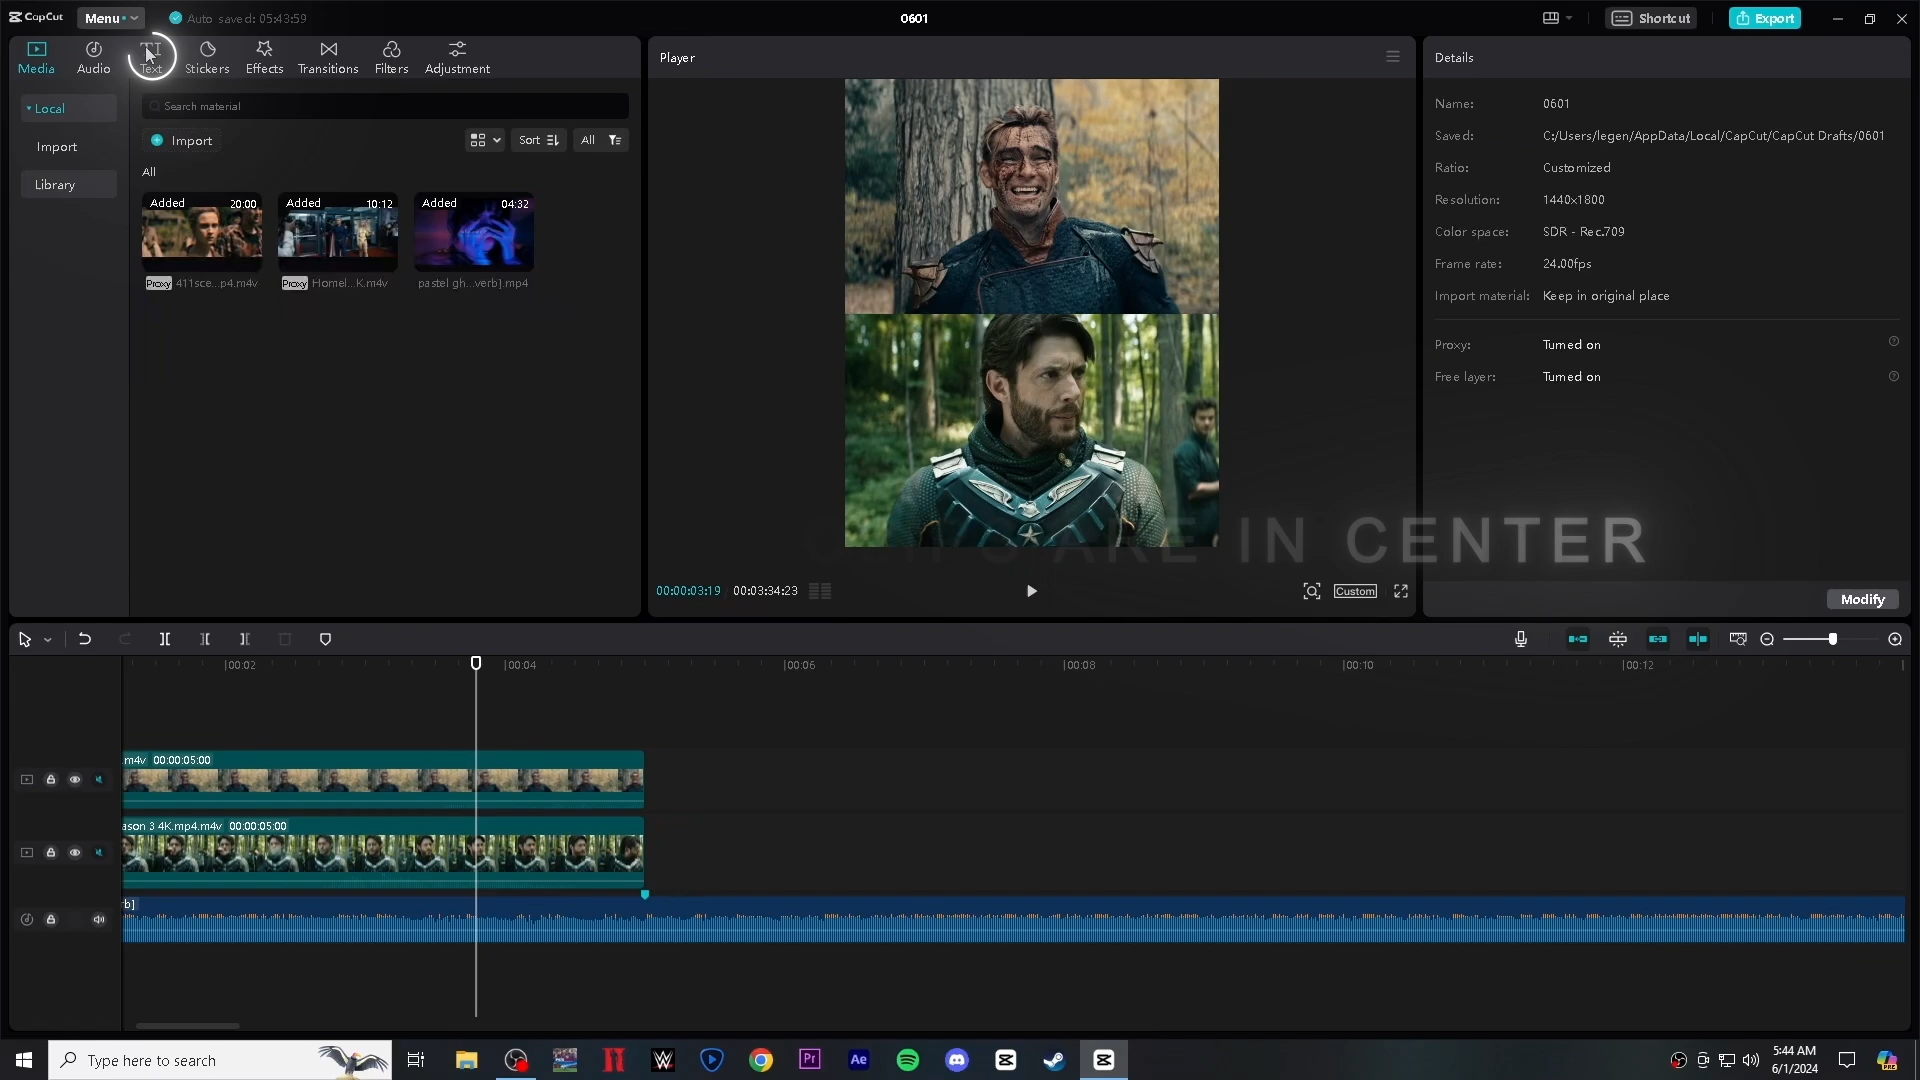 CapCut
Menu
Auto saved: 05:43:59
0601
Shortcut
Export
Media
Audio
Text
Stickers
Effects
Transitions
Filters
Adjustment
Local
Import
Library
Search material
Import
Sort
All
All
Added 20:00
Added 10:12
Added 04:32
Proxy 411sce...p4.m4v
Proxy Homel...K.m4v
pastel gh...verb].mp4
Player
00:00:03:19 00:03:34:23
Custom
Details
Name: 0601
Saved: C:/Users/legen/AppData/Local/CapCut/CapCut Drafts/0601
Ratio: Customized
Resolution: 1440x1800
Color space: SDR - Rec.709
Frame rate: 24.00fps
Import material: Keep in original place
Proxy: Turned on
Free layer: Turned on
ARE IN CENTER
Modify
00:02
00:04
00:06
00:08
00:10
00:12
.m4v 00:00:05:00
ason 3 4K.mp4.m4v 00:00:05:00
rb]
Type here to search
W
Pr
Ae
5:44 AM
6/1/2024
PRE